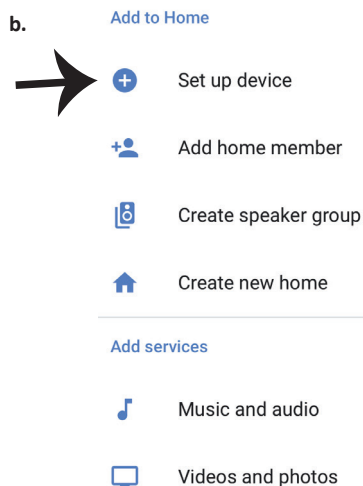 b.
Add to Home
Set up device
Add home member
Create speaker group
Create new home
Add services
Music and audio
Videos and photos